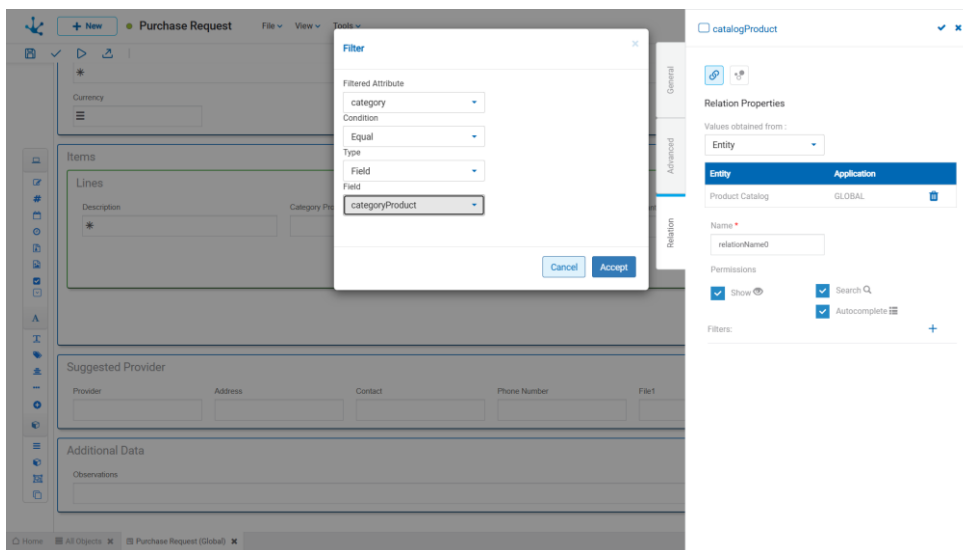 + New
Purchase Request
File
View
Tools
Currency
Items
Lines
Description
Category
Suggested Provider
Provider
Address
Contact
Phone Number
File1
Additional Data
Observations
Home
All Objects
Purchase Request (Global)
Filter
Filtered Attribute
category
Condition
Equal
Type
Field
Field
categoryProduct
Cancel
Accept
General
Advanced
Relation
catalogProduct
Relation Properties
Values obtained from :
Entity
Entity Application
Product Catalog GLOBAL
Name *
relationName0
Permissions
Show
Search
Autocomplete
Filters: +